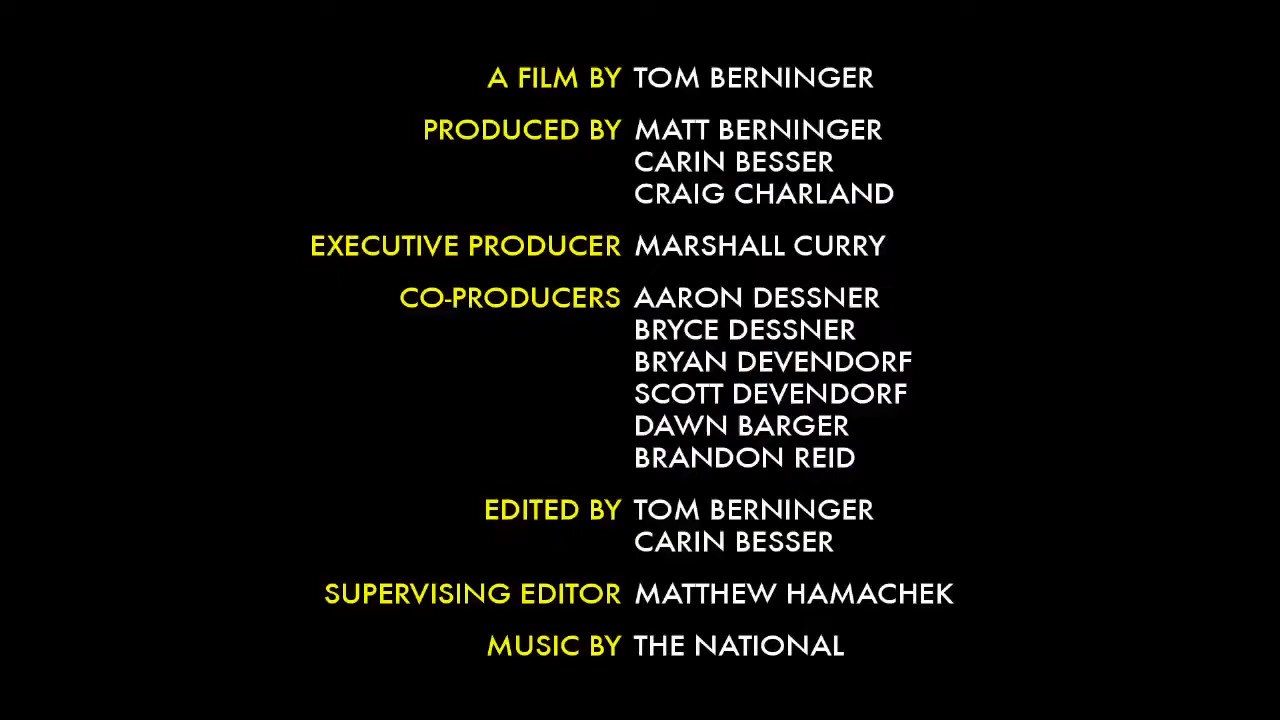 A FILM BY TOM BERNINGER
PRODUCED BY MATT BERNINGER
CARIN BESSER
CRAIG CHARLAND
EXECUTIVE PRODUCER MARSHALL CURRY
CO-PRODUCERS AARON DESSNER
BRYCE DESSNER
BRYAN DEVENDORF
SCOTT DEVENDORF
DAWN BARGER
BRANDON REID
EDITED BY TOM BERNINGER
CARIN BESSER
SUPERVISING EDITOR MATTHEW HAMACHEK
MUSIC BY THE NATIONAL